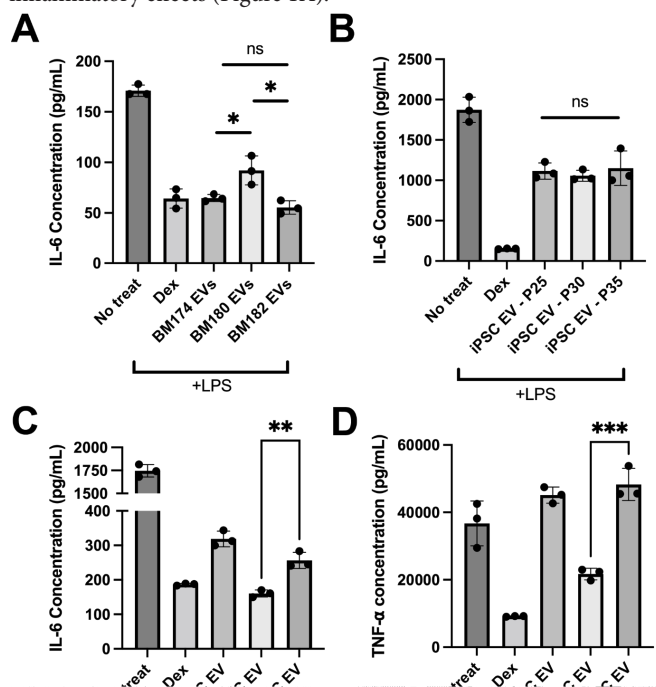 inflammatory effects (Figure 1A).
A
IL-6 Concentration (pg/mL)
200
150
100
50
0
ns
*
*
No treat
Dex
BM174 EVs
BM180 EVs
BM182 EVs
+LPS
B
IL-6 Concentration (pg/mL)
2500
2000
1500
1000
500
0
ns
No treat
Dex
iPSC EV - P25
iPSC EV - P30
iPSC EV - P35
+LPS
C
IL-6 Concentration (pg/mL)
2000
1750
1500
400
300
200
100
0
**
treat
Dex
C EV
EV
C EV
D
TNF-α concentration (pg/mL)
60000
40000
20000
0
***
treat
Dex
C EV
C EV
C EV